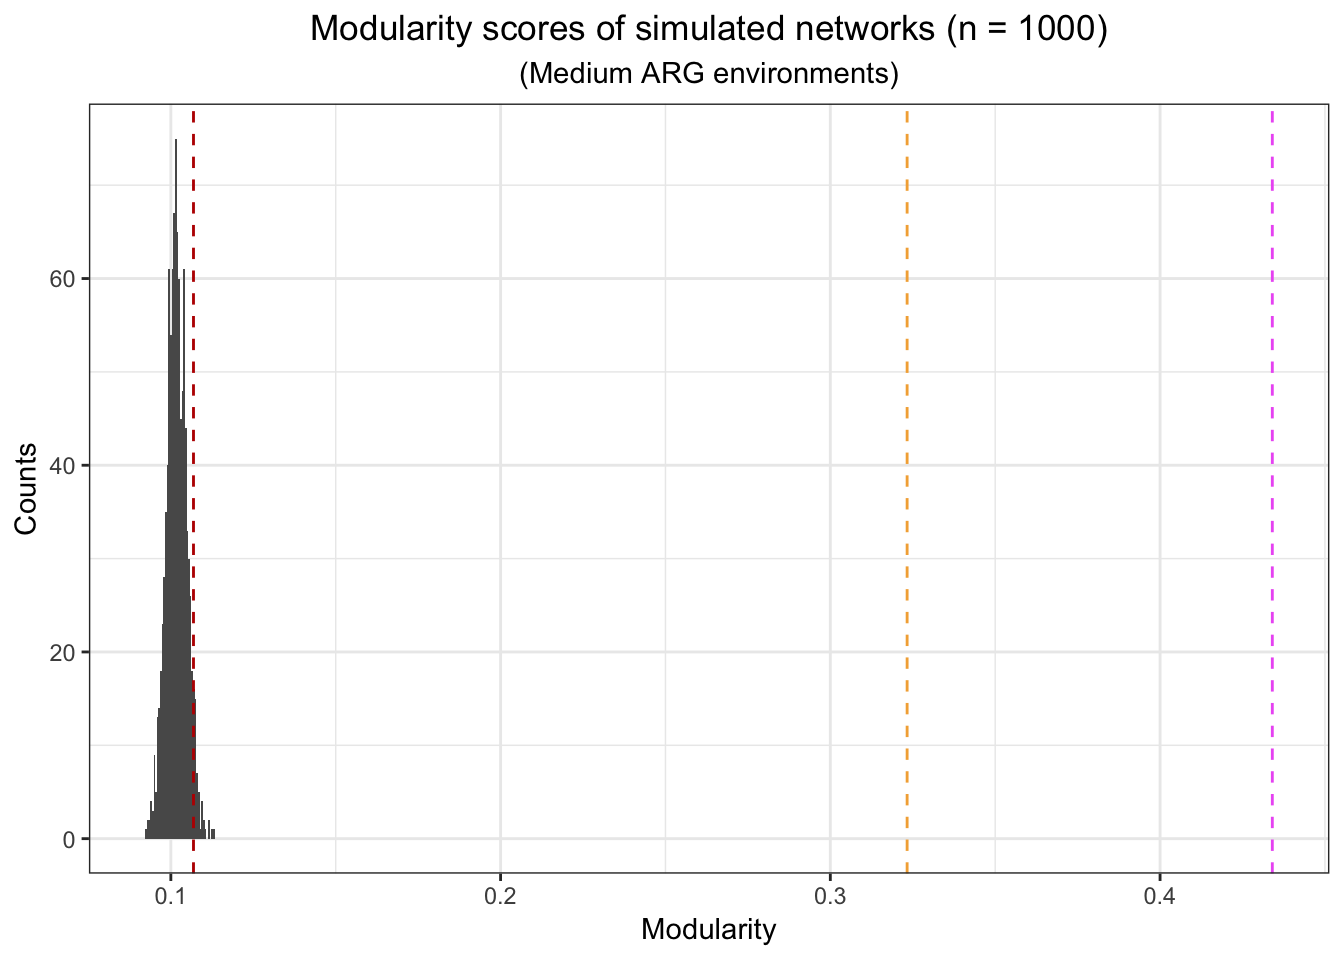 Modularity scores of simulated networks (n = 1000)
(Medium ARG environments)
60
40
20
0
Counts
0.1 0.2 0.3 0.4
Modularity